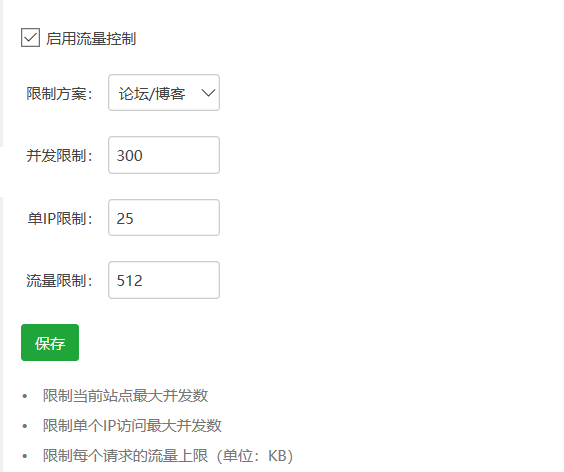 启用流量控制
限制方案： 论坛/博客
并发限制： 300
单IP限制： 25
流量限制： 512
保存
• 限制当前站点最大并发数
• 限制单个IP访问最大并发数
• 限制每个请求的流量上限（单位：KB）